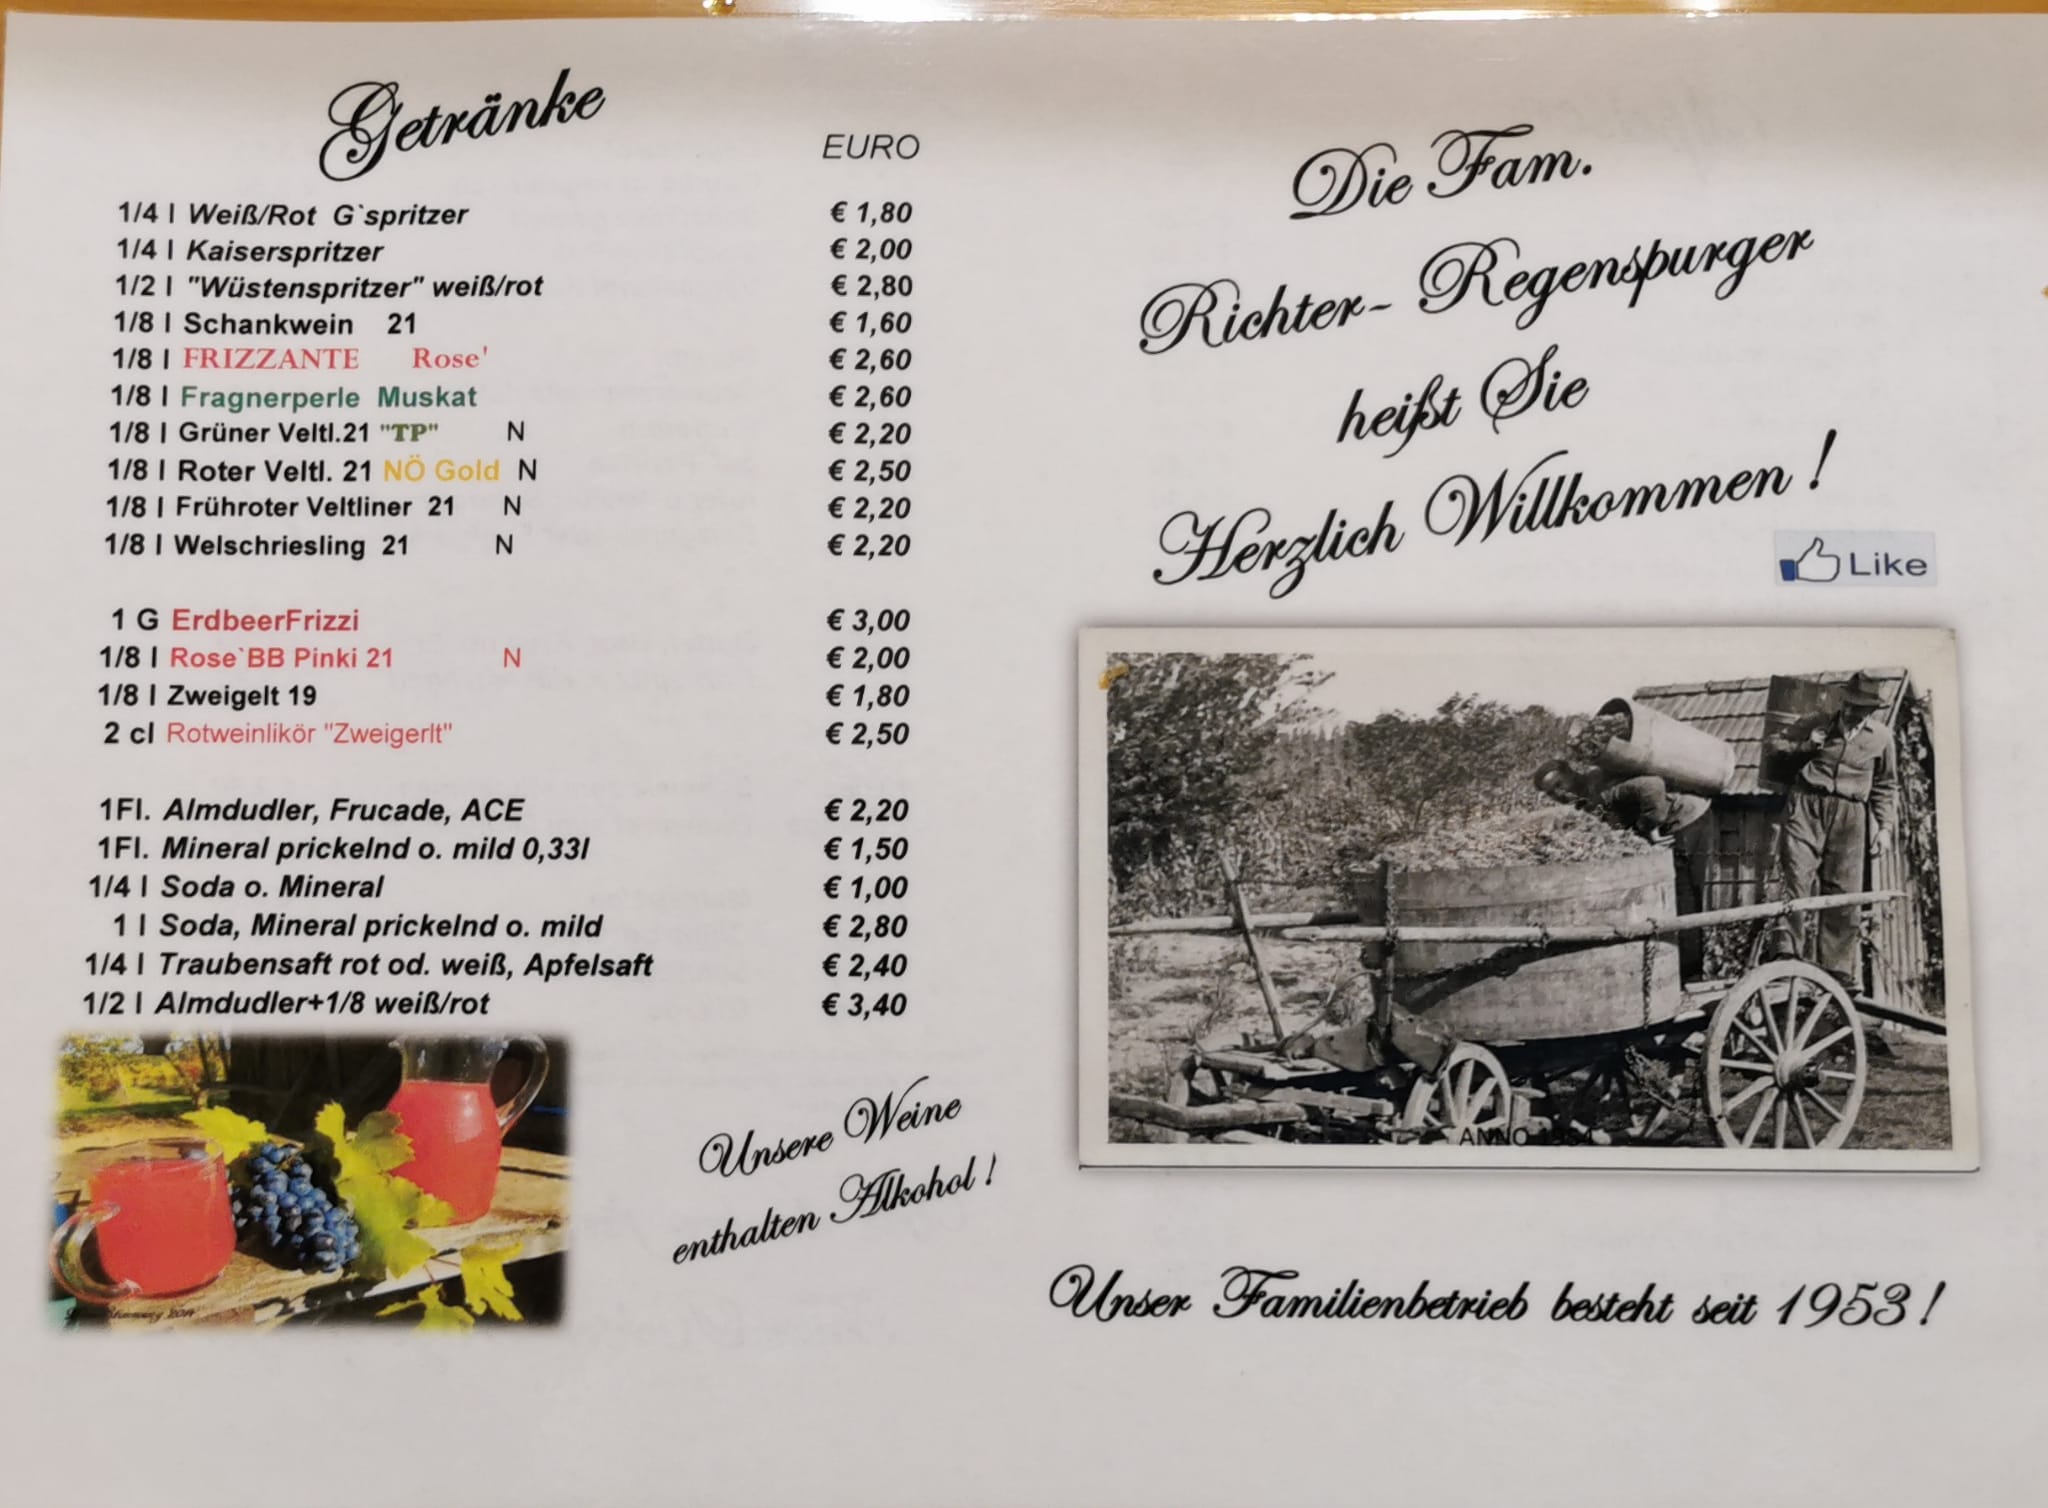 Getränke
EURO
1/4 l Weiß/Rot G`spritzer € 1,80
1/4 l Kaiserspritzer € 2,00
1/2 l "Wüstenspritzer" weiß/rot € 2,80
1/8 l Schankwein 21 € 1,60
1/8 l FRIZZANTE Rose' € 2,60
1/8 l Fragnerperle Muskat € 2,60
1/8 l Grüner Veltl.21 "TP" N € 2,20
1/8 l Roter Veltl. 21 NÖ Gold N € 2,50
1/8 l Frühroter Veltliner 21 N € 2,20
1/8 l Welschriesling 21 N € 2,20
1 G ErdbeerFrizzi € 3,00
1/8 l Rose`BB Pinki 21 N € 2,00
1/8 l Zweigelt 19 € 1,80
2 cl Rotweinlikör "Zweigerlt" € 2,50
1Fl. Almdudler, Frucade, ACE € 2,20
1Fl. Mineral prickelnd o. mild 0,33l € 1,50
1/4 l Soda o. Mineral € 1,00
1 l Soda, Mineral prickelnd o. mild € 2,80
1/4 l Traubensaft rot od. weiß, Apfelsaft € 2,40
1/2 l Almdudler+1/8 weiß/rot € 3,40
Unsere Weine
enthalten Alkohol !
Die Fam.
Richter- Regenspurger
heißt Sie
Herzlich Willkommen !
Like
ANNO 1954
Unser Familienbetrieb besteht seit 1953 !